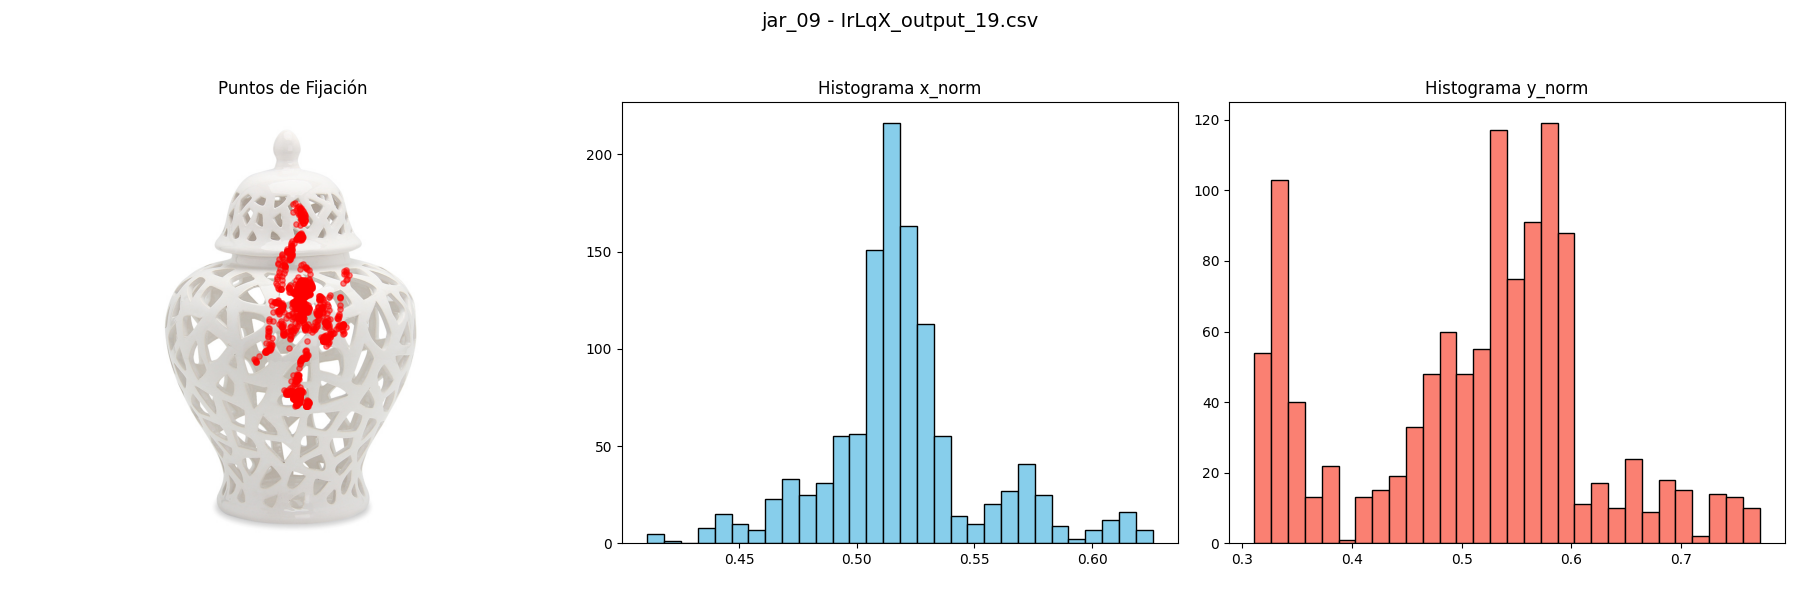 jar_09 - IrLqX_output_19.csv
Puntos de Fijación
Histograma x_norm
200
150
100
50
0
0.45 0.50 0.55 0.60
Histograma y_norm
120
100
80
60
40
20
0
0.3 0.4 0.5 0.6 0.7